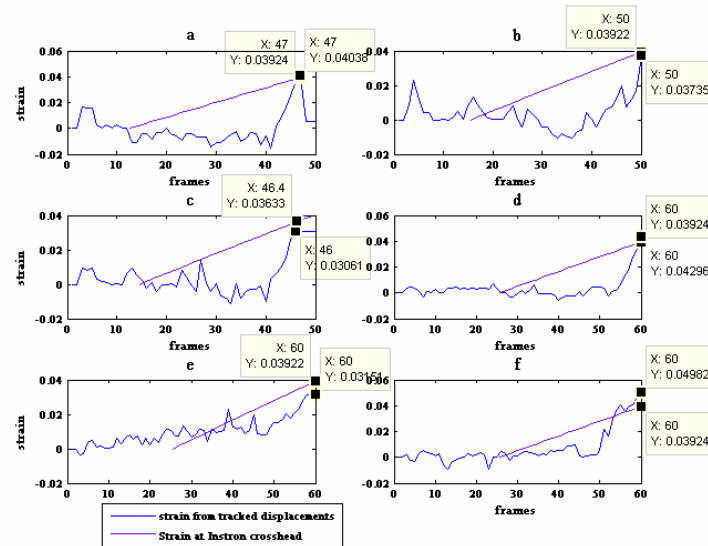 a
X: 47
Y: 0.03924
X: 47
Y: 0.04038
0.06
0.04
0.02
0
-0.02
strain
0 10 20 30 40 50
frames
b
X: 50
Y: 0.03922
X: 50
Y: 0.03735
0.04
0.02
0
-0.02
0 10 20 30 40 50
frames
c
X: 46.4
Y: 0.03633
X: 46
Y: 0.03061
0.04
0.02
0
-0.02
strain
0 10 20 30 40 50
frames
d
X: 60
Y: 0.03924
X: 60
Y: 0.04296
0.06
0.04
0.02
0
-0.02
0 10 20 30 40 50 60
frames
e
X: 60
Y: 0.03922
X: 60
Y: 0.03151
0.04
0.02
0
-0.02
strain
0 10 20 30 40 50 60
f
X: 60
Y: 0.04982
X: 60
Y: 0.03924
0.06
0.04
0.02
0
-0.02
0 10 20 30 40 50 60
frames
strain from tracked displacements
Strain at Instron crosshead